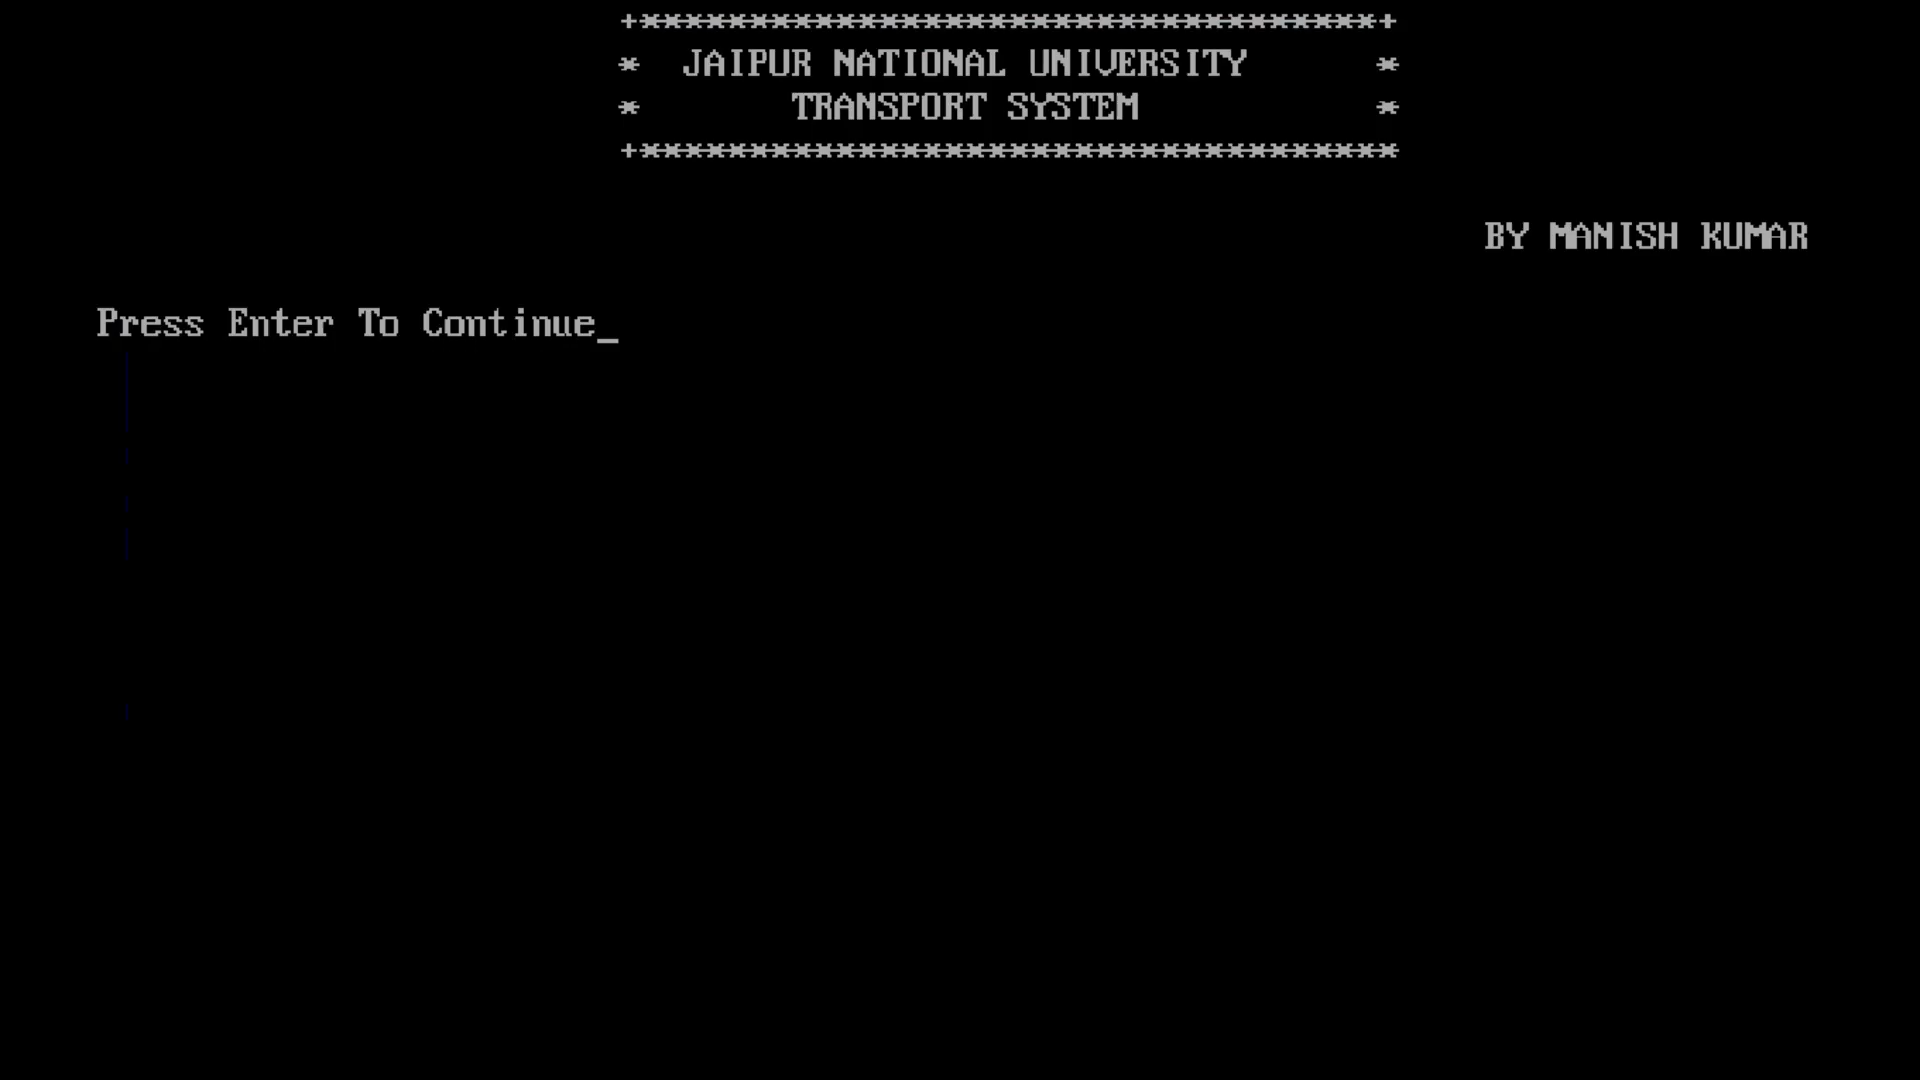 +**********************************+
*  JAIPUR NATIONAL UNIVERSITY      *
*       TRANSPORT SYSTEM           *
+***********************************
BY MANISH KUMAR
Press Enter To Continue_